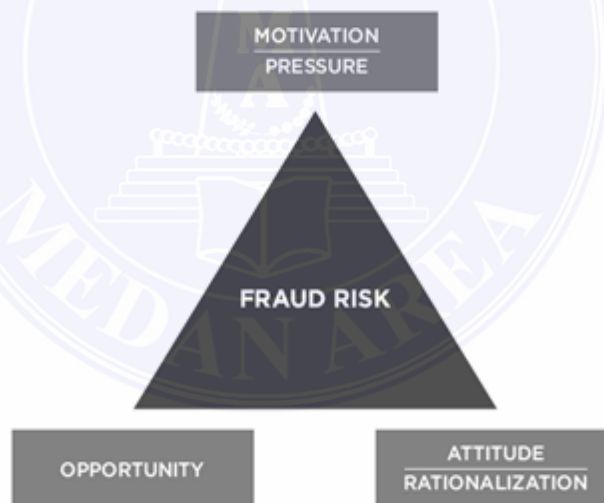 MOTIVATION
PRESSURE
M
A
FRAUD RISK
MEDAN AREA
OPPORTUNITY
ATTITUDE
RATIONALIZATION